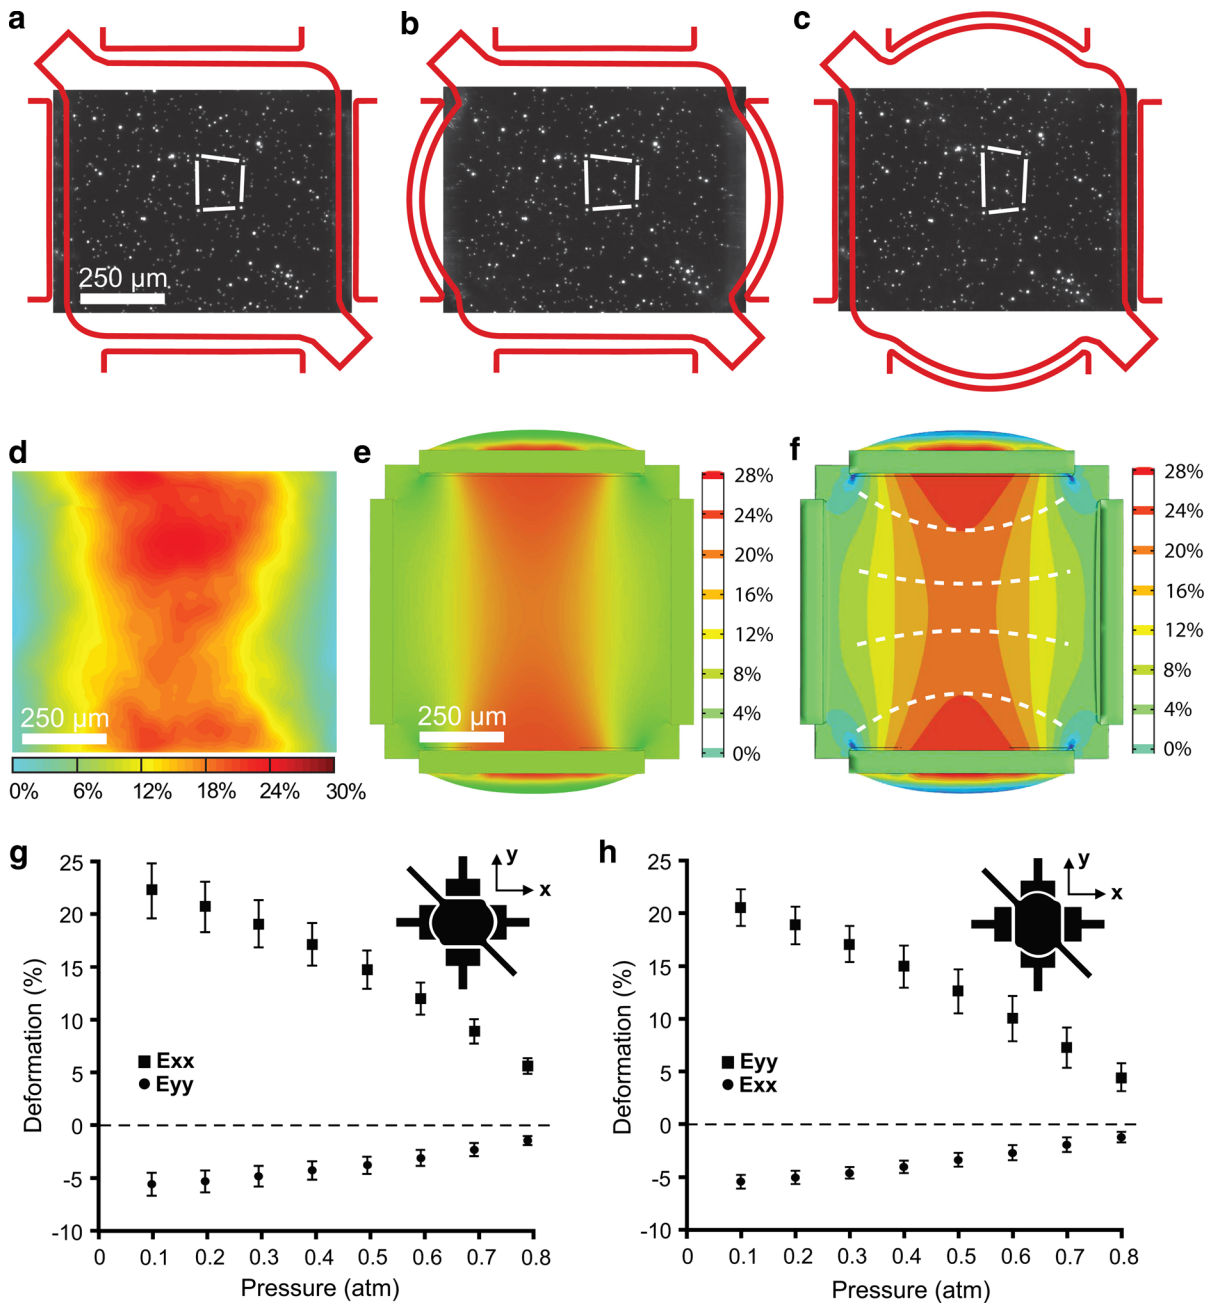 a
b
c
250 µm
d
e
f
250 µm
0% 6% 12% 18% 24% 30%
250 µm
28%
24%
20%
16%
12%
8%
4%
0%
28%
24%
20%
16%
12%
8%
4%
0%
g
25
20
15
10
5
0
-5
-10
Deformation (%)
Exx
Eyy
y
x
0 0.1 0.2 0.3 0.4 0.5 0.6 0.7 0.8
Pressure (atm)
h
25
20
15
10
5
0
-5
-10
Deformation (%)
Eyy
Exx
y
x
0 0.1 0.2 0.3 0.4 0.5 0.6 0.7 0.8
Pressure (atm)